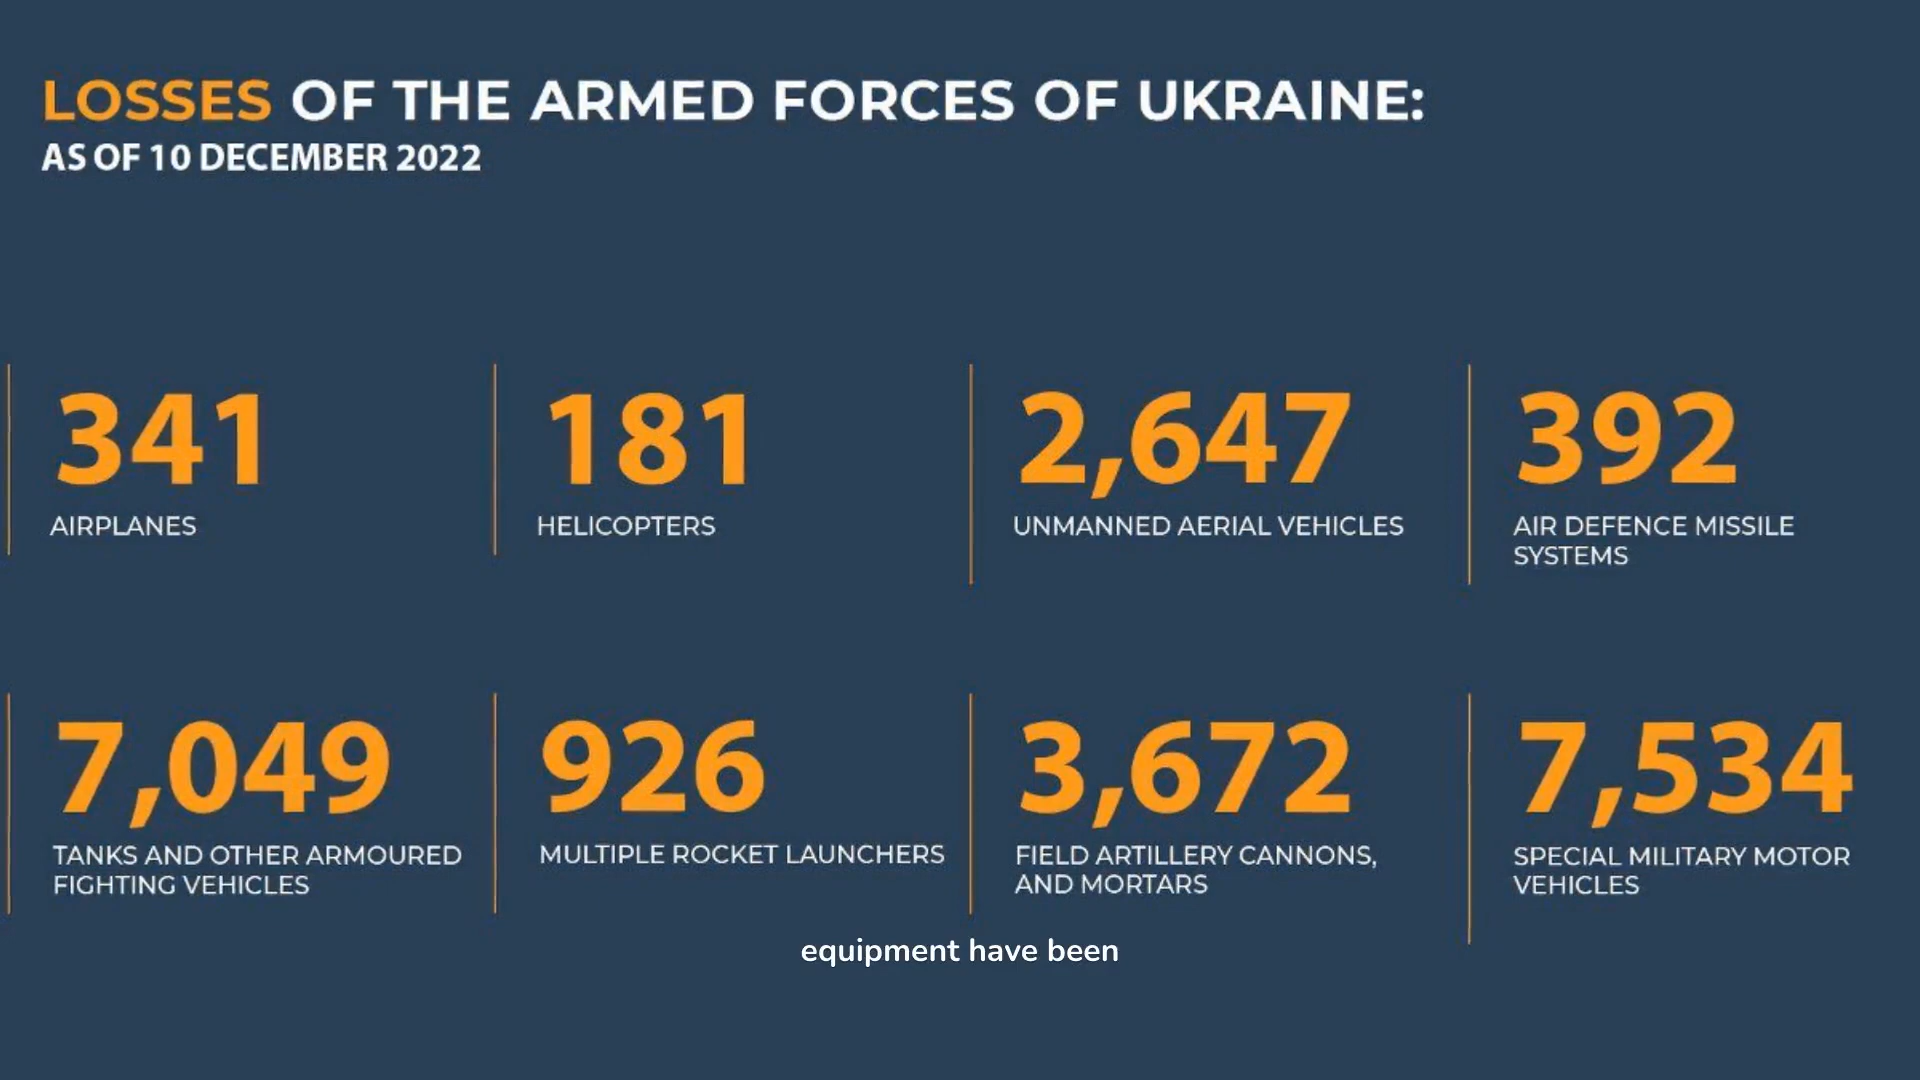 LOSSES OF THE ARMED FORCES OF UKRAINE:
AS OF 10 DECEMBER 2022
341
AIRPLANES
181
HELICOPTERS
2,647
UNMANNED AERIAL VEHICLES
392
AIR DEFENCE MISSILE
SYSTEMS
7,049
TANKS AND OTHER ARMOURED
FIGHTING VEHICLES
926
MULTIPLE ROCKET LAUNCHERS
3,672
FIELD ARTILLERY CANNONS,
AND MORTARS
7,534
SPECIAL MILITARY MOTOR
VEHICLES
equipment have been